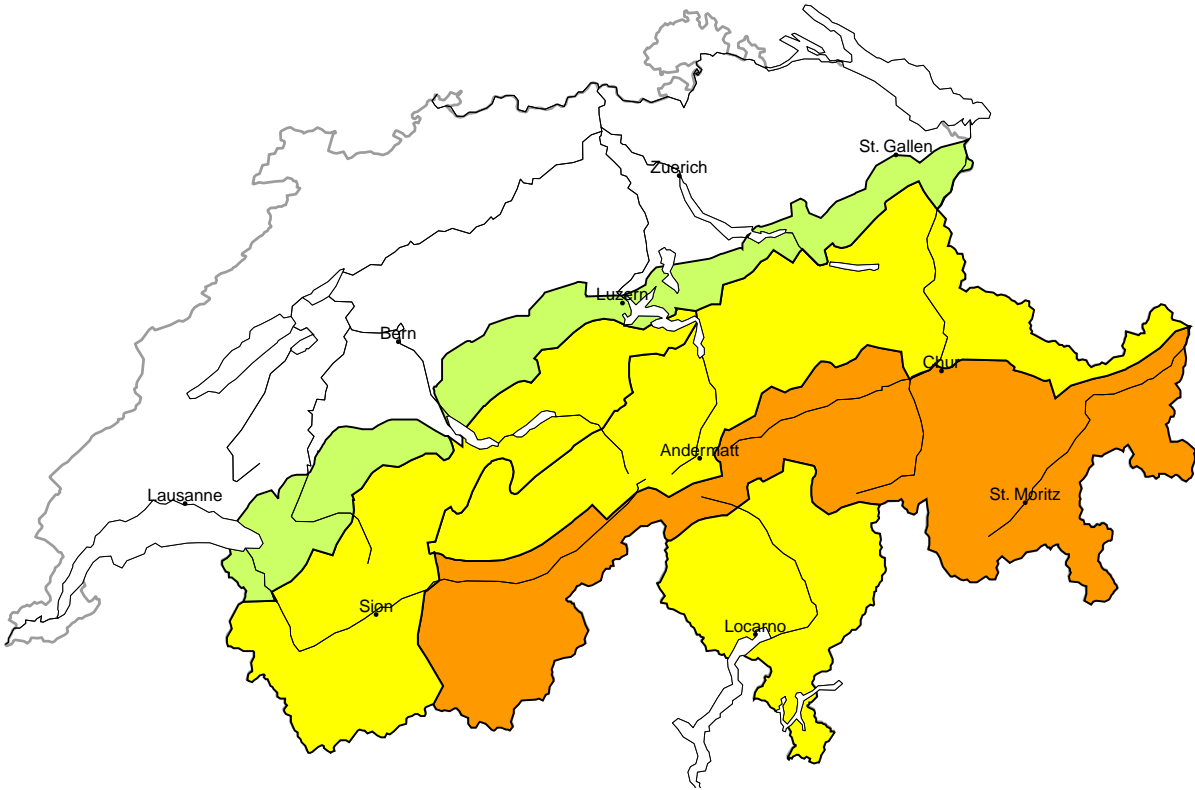 St. Gallen
Zuerich
Luzern
Bern
Chur
Andermatt
Lausanne
St. Moritz
Sion
Locarno